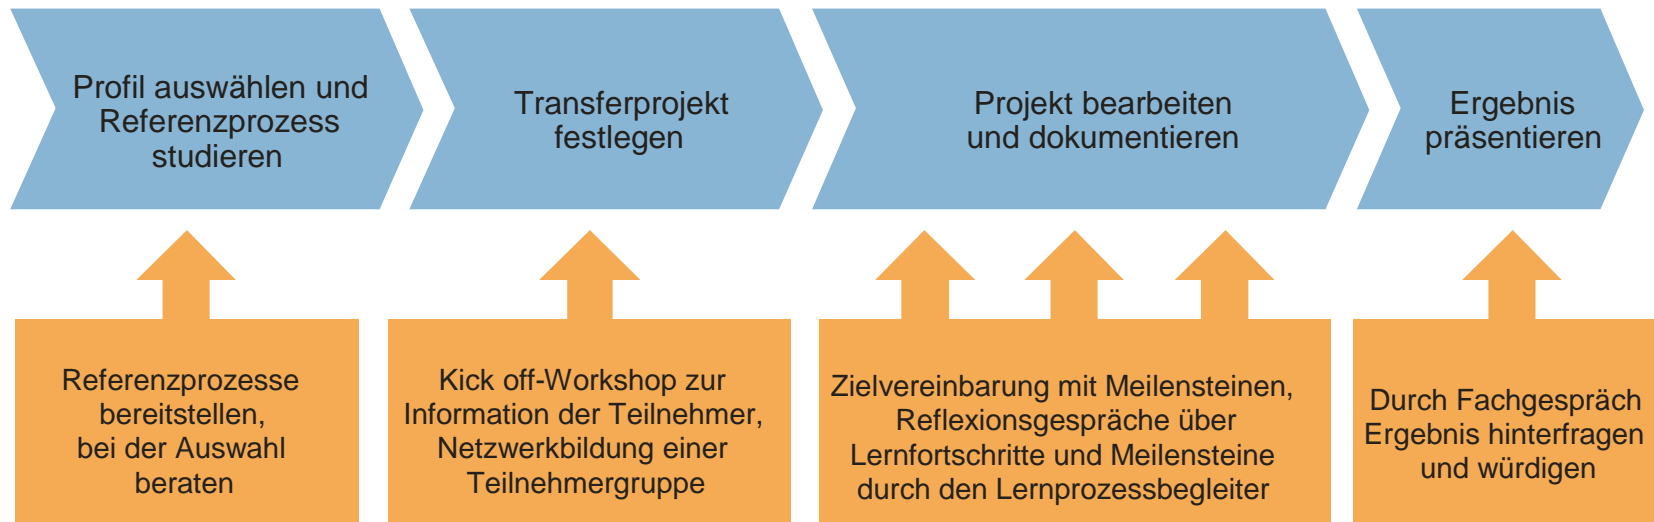 Profil auswählen und
Referenzprozess
studieren
Transferprojekt
festlegen
Projekt bearbeiten
und dokumentieren
Ergebnis
präsentieren
Referenzprozesse
bereitstellen,
bei der Auswahl
beraten
Kick off-Workshop zur
Information der Teilnehmer,
Netzwerkbildung einer
Teilnehmergruppe
Zielvereinbarung mit Meilensteinen,
Reflexionsgespräche über
Lernfortschritte und Meilensteine
durch den Lernprozessbegleiter
Durch Fachgespräch
Ergebnis hinterfragen
und würdigen